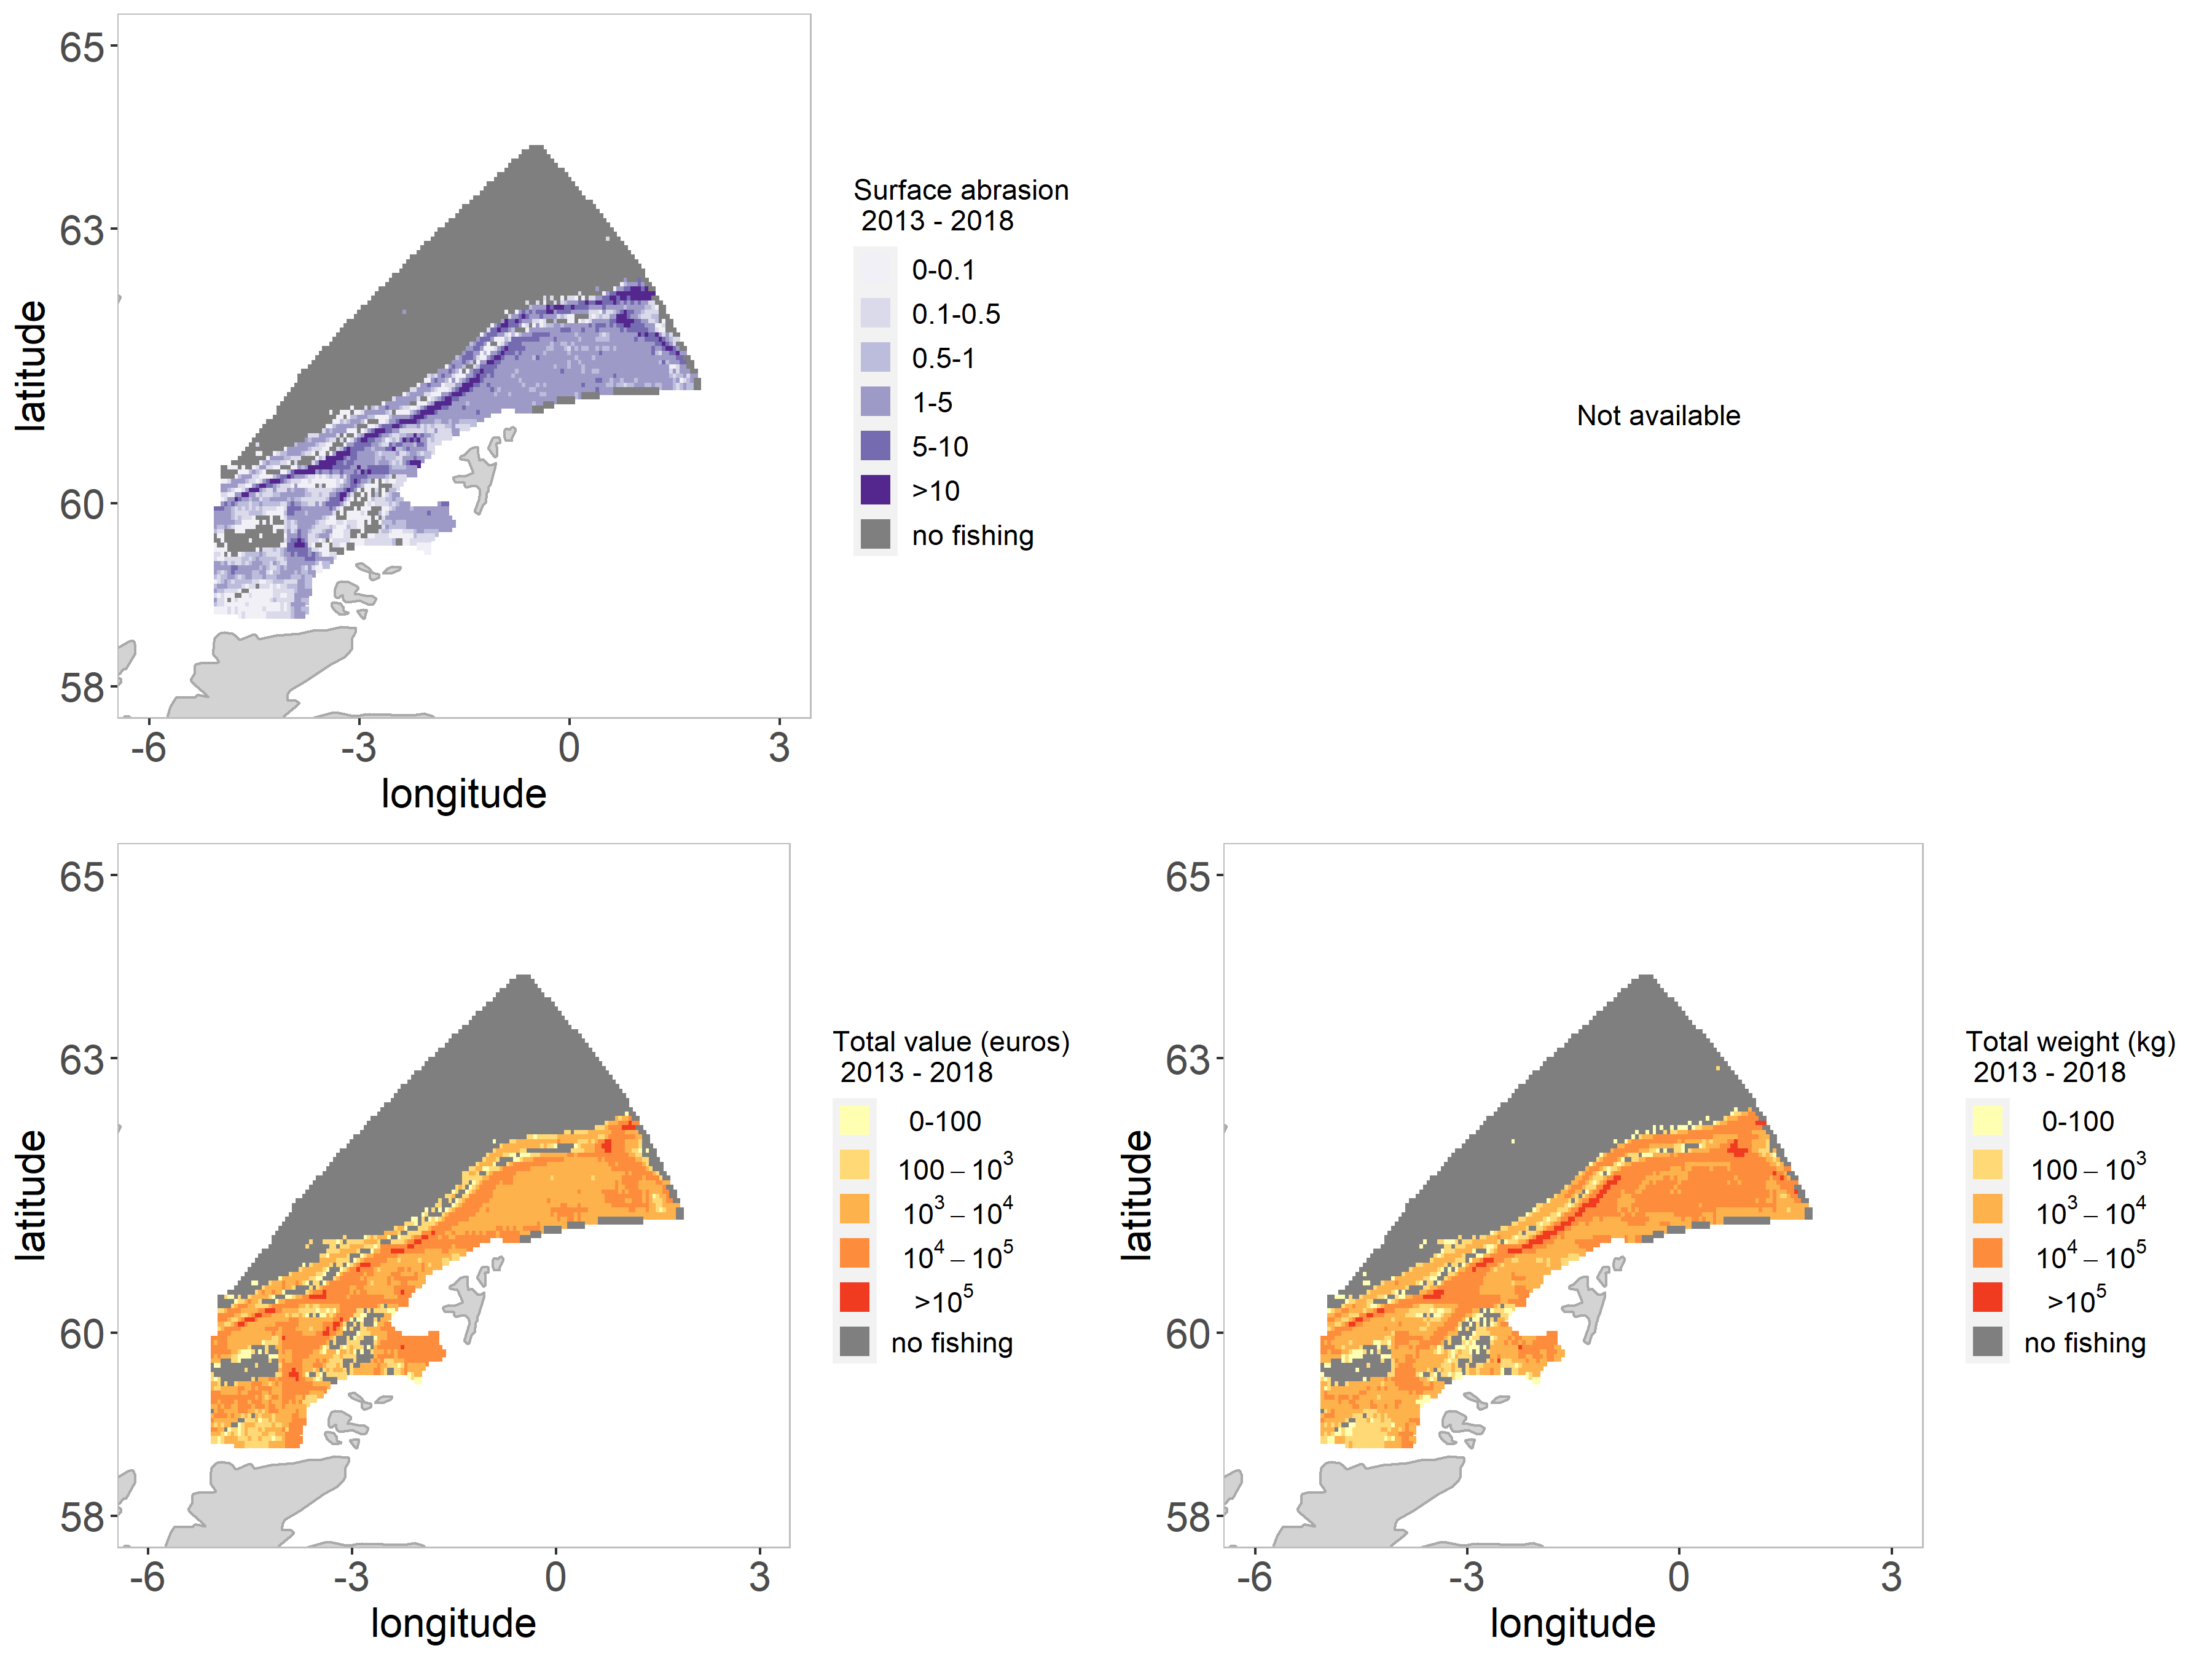 65
63
60
58
latitude
-6 -3 0 3
longitude
Surface abrasion
2013 - 2018
0-0.1
0.1-0.5
0.5-1
1-5
5-10
>10
no fishing
Not available
65
63
60
58
latitude
-6 -3 0 3
longitude
Total value (euros)
2013 - 2018
0-100
100 – 10³
10³ – 10⁴
10⁴ – 10⁵
>10⁵
no fishing
65
63
60
58
latitude
-6 -3 0 3
longitude
Total weight (kg)
2013 - 2018
0-100
100 – 10³
10³ – 10⁴
10⁴ – 10⁵
>10⁵
no fishing